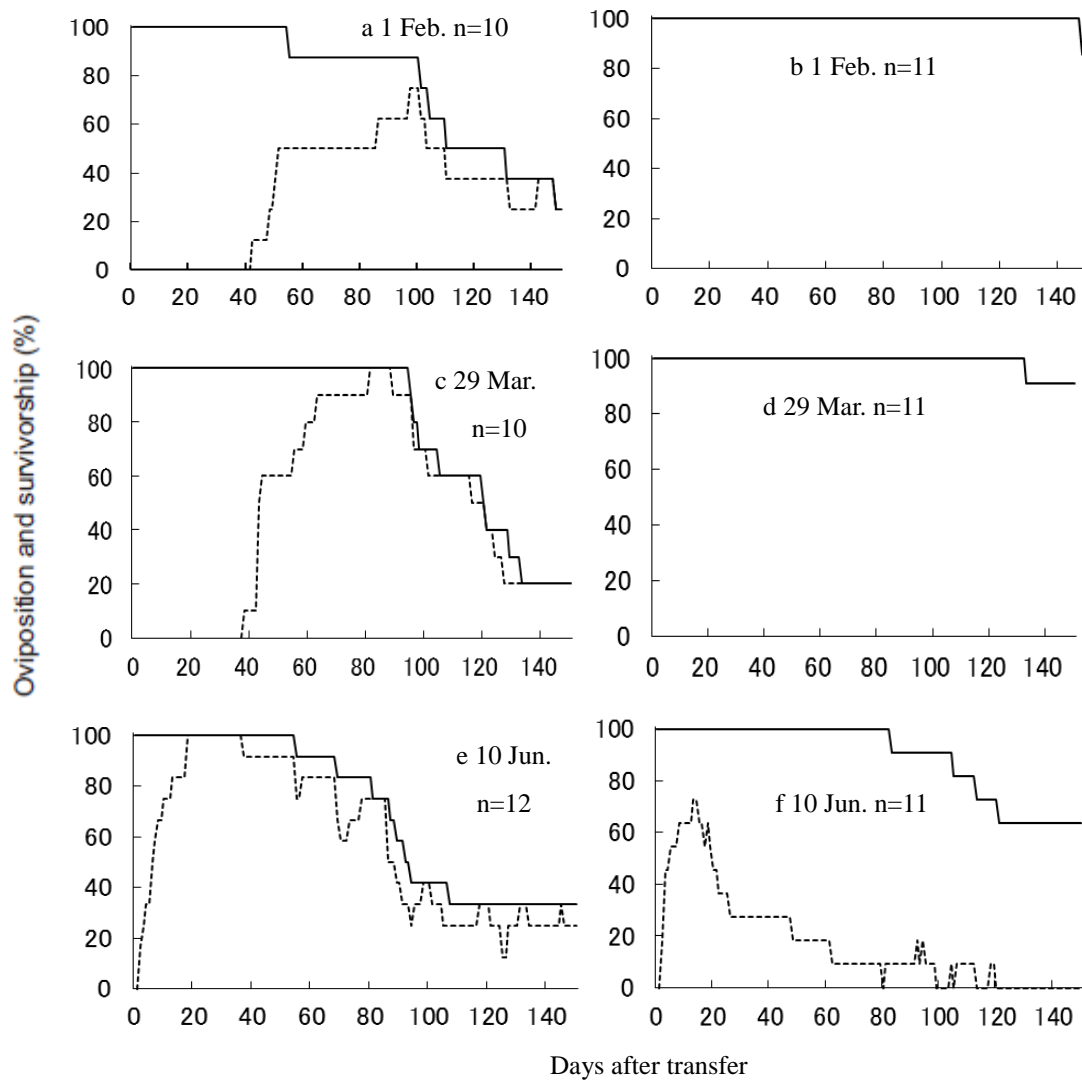 Oviposition and survivorship (%)
a 1 Feb. n=10
100
80
60
40
20
0
0 20 40 60 80 100 120 140
b 1 Feb. n=11
100
80
60
40
20
0
0 20 40 60 80 100 120 140
c 29 Mar.
n=10
100
80
60
40
20
0
0 20 40 60 80 100 120 140
d 29 Mar. n=11
100
80
60
40
20
0
0 20 40 60 80 100 120 140
e 10 Jun.
n=12
100
80
60
40
20
0
0 20 40 60 80 100 120 140
f 10 Jun. n=11
100
80
60
40
20
0
0 20 40 60 80 100 120 140
Days after transfer